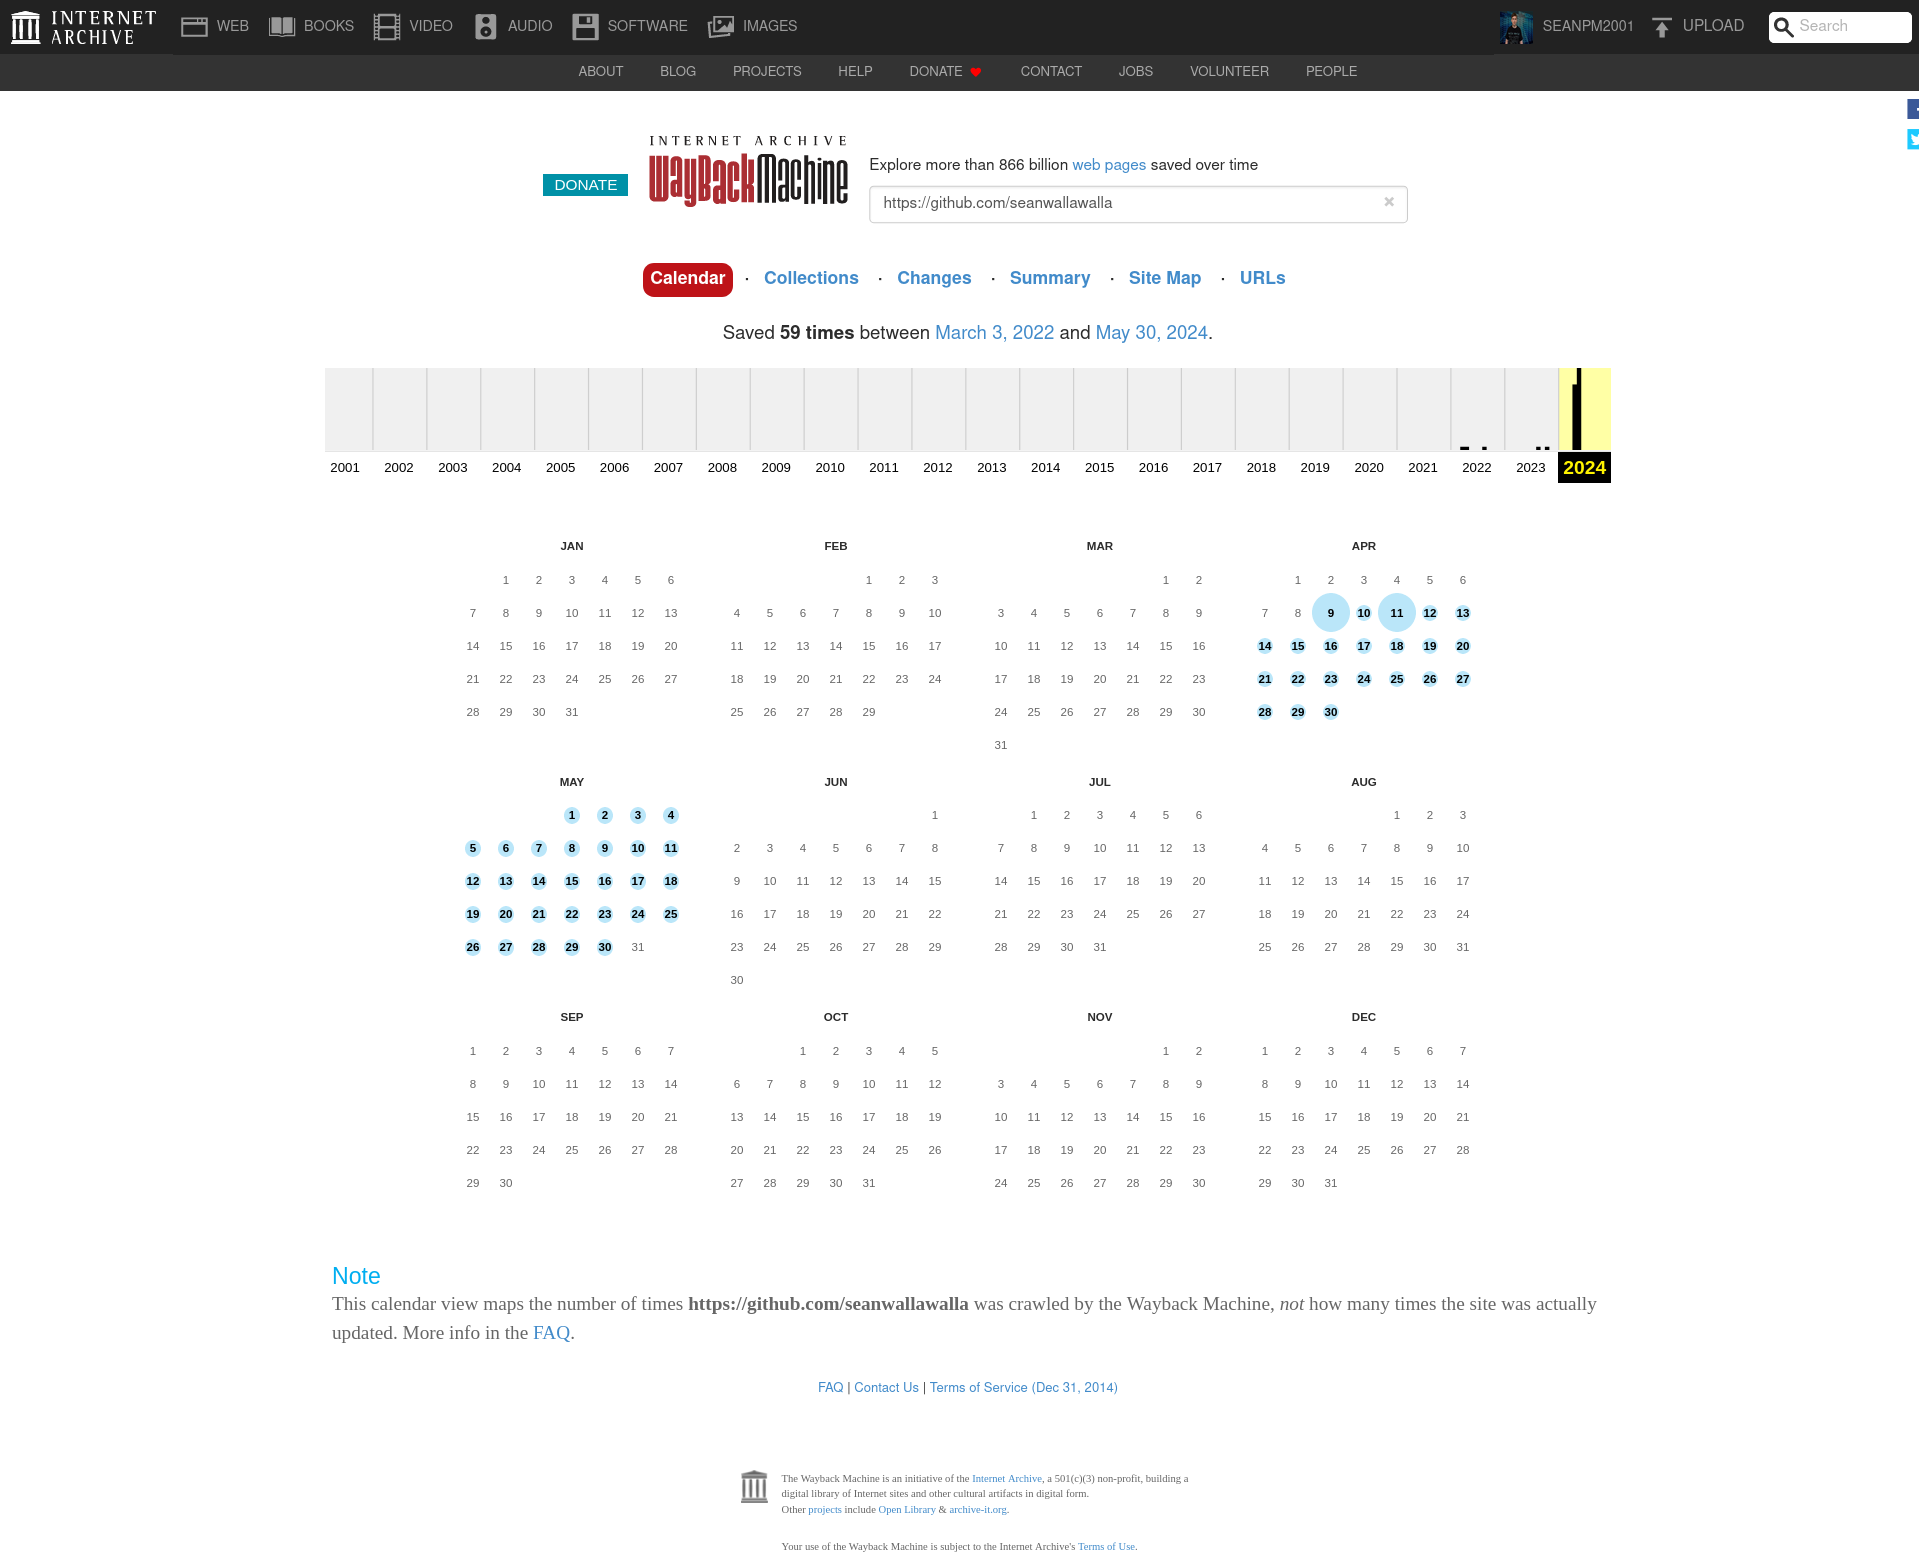 INTERNET ARCHIVE WEB BOOKS VIDEO AUDIO SOFTWARE IMAGES SEANPM2001 UPLOAD Search
ABOUT BLOG PROJECTS HELP DONATE CONTACT JOBS VOLUNTEER PEOPLE
INTERNET ARCHIVE
WayBackMachine
DONATE
Explore more than 866 billion web pages saved over time
https://github.com/seanwallawalla ×
Calendar · Collections · Changes · Summary · Site Map · URLs
Saved 59 times between March 3, 2022 and May 30, 2024.
2001 2002 2003 2004 2005 2006 2007 2008 2009 2010 2011 2012 2013 2014 2015 2016 2017 2018 2019 2020 2021 2022 2023 2024
JAN
1 2 3 4 5 6
7 8 9 10 11 12 13
14 15 16 17 18 19 20
21 22 23 24 25 26 27
28 29 30 31
FEB
1 2 3
4 5 6 7 8 9 10
11 12 13 14 15 16 17
18 19 20 21 22 23 24
25 26 27 28 29
MAR
1 2
3 4 5 6 7 8 9
10 11 12 13 14 15 16
17 18 19 20 21 22 23
24 25 26 27 28 29 30
31
APR
1 2 3 4 5 6
7 8 9 10 11 12 13
14 15 16 17 18 19 20
21 22 23 24 25 26 27
28 29 30
MAY
1 2 3 4
5 6 7 8 9 10 11
12 13 14 15 16 17 18
19 20 21 22 23 24 25
26 27 28 29 30 31
JUN
1
2 3 4 5 6 7 8
9 10 11 12 13 14 15
16 17 18 19 20 21 22
23 24 25 26 27 28 29
30
JUL
1 2 3 4 5 6
7 8 9 10 11 12 13
14 15 16 17 18 19 20
21 22 23 24 25 26 27
28 29 30 31
AUG
1 2 3
4 5 6 7 8 9 10
11 12 13 14 15 16 17
18 19 20 21 22 23 24
25 26 27 28 29 30 31
SEP
1 2 3 4 5 6 7
8 9 10 11 12 13 14
15 16 17 18 19 20 21
22 23 24 25 26 27 28
29 30
OCT
1 2 3 4 5
6 7 8 9 10 11 12
13 14 15 16 17 18 19
20 21 22 23 24 25 26
27 28 29 30 31
NOV
1 2
3 4 5 6 7 8 9
10 11 12 13 14 15 16
17 18 19 20 21 22 23
24 25 26 27 28 29 30
DEC
1 2 3 4 5 6 7
8 9 10 11 12 13 14
15 16 17 18 19 20 21
22 23 24 25 26 27 28
29 30 31
Note
This calendar view maps the number of times https://github.com/seanwallawalla was crawled by the Wayback Machine, not how many times the site was actually
updated. More info in the FAQ.
FAQ | Contact Us | Terms of Service (Dec 31, 2014)
The Wayback Machine is an initiative of the Internet Archive, a 501(c)(3) non-profit, building a
digital library of Internet sites and other cultural artifacts in digital form.
Other projects include Open Library & archive-it.org.
Your use of the Wayback Machine is subject to the Internet Archive's Terms of Use.